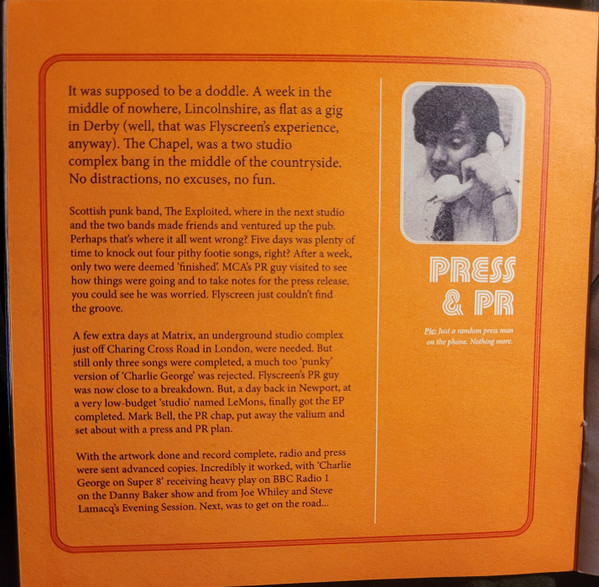 It was supposed to be a doddle. A week in the
middle of nowhere, Lincolnshire, as flat as a gig
in Derby (well, that was Flyscreen's experience,
anyway). The Chapel, was a two studio
complex bang in the middle of the countryside.
No distractions, no excuses, no fun.
Scottish punk band, The Exploited, where in the next studio
and the two bands made friends and ventured up the pub.
Perhaps that's where it all went wrong? Five days was plenty of
time to knock out four pithy footie songs, right? After a week,
only two were deemed 'finished'. MCA's PR guy visited to see
how things were going and to take notes for the press release,
you could see he was worried. Flyscreen just couldn't find
the groove.
A few extra days at Matrix, an underground studio complex
just off Charing Cross Road in London, were needed. But
still only three songs were completed, a much too 'punky'
version of 'Charlie George' was rejected. Flyscreen's PR guy
was now close to a breakdown. But, a day back in Newport, at
a very low-budget 'studio' named LeMons, finally got the EP
completed. Mark Bell, the PR chap, put away the valium and
set about with a press and PR plan.
With the artwork done and record complete, radio and press
were sent advanced copies. Incredibly it worked, with 'Charlie
George on Super 8' receiving heavy play on BBC Radio 1
on the Danny Baker show and from Joe Whiley and Steve
Lamacq's Evening Session. Next, was to get on the road...
PRESS
& PR
Pic: Just a random press man
on the phone. Nothing more.